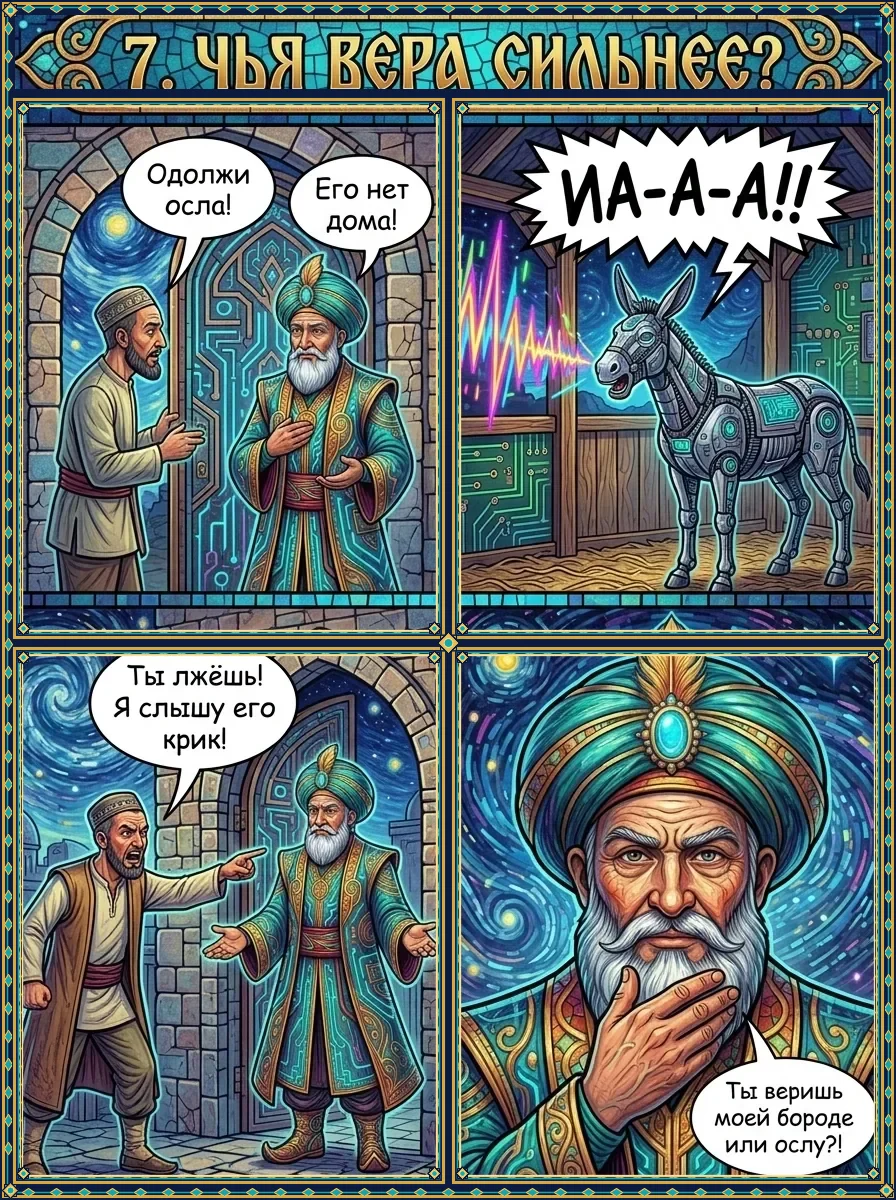 7. ЧЬЯ ВЕРА СИЛЬНЕЕ?
Одолжи
осла!
Его нет
дома!
ИА-А-А!!
Ты лжёшь!
Я слышу его
крик!
Ты веришь
моей бороде
или ослу?!